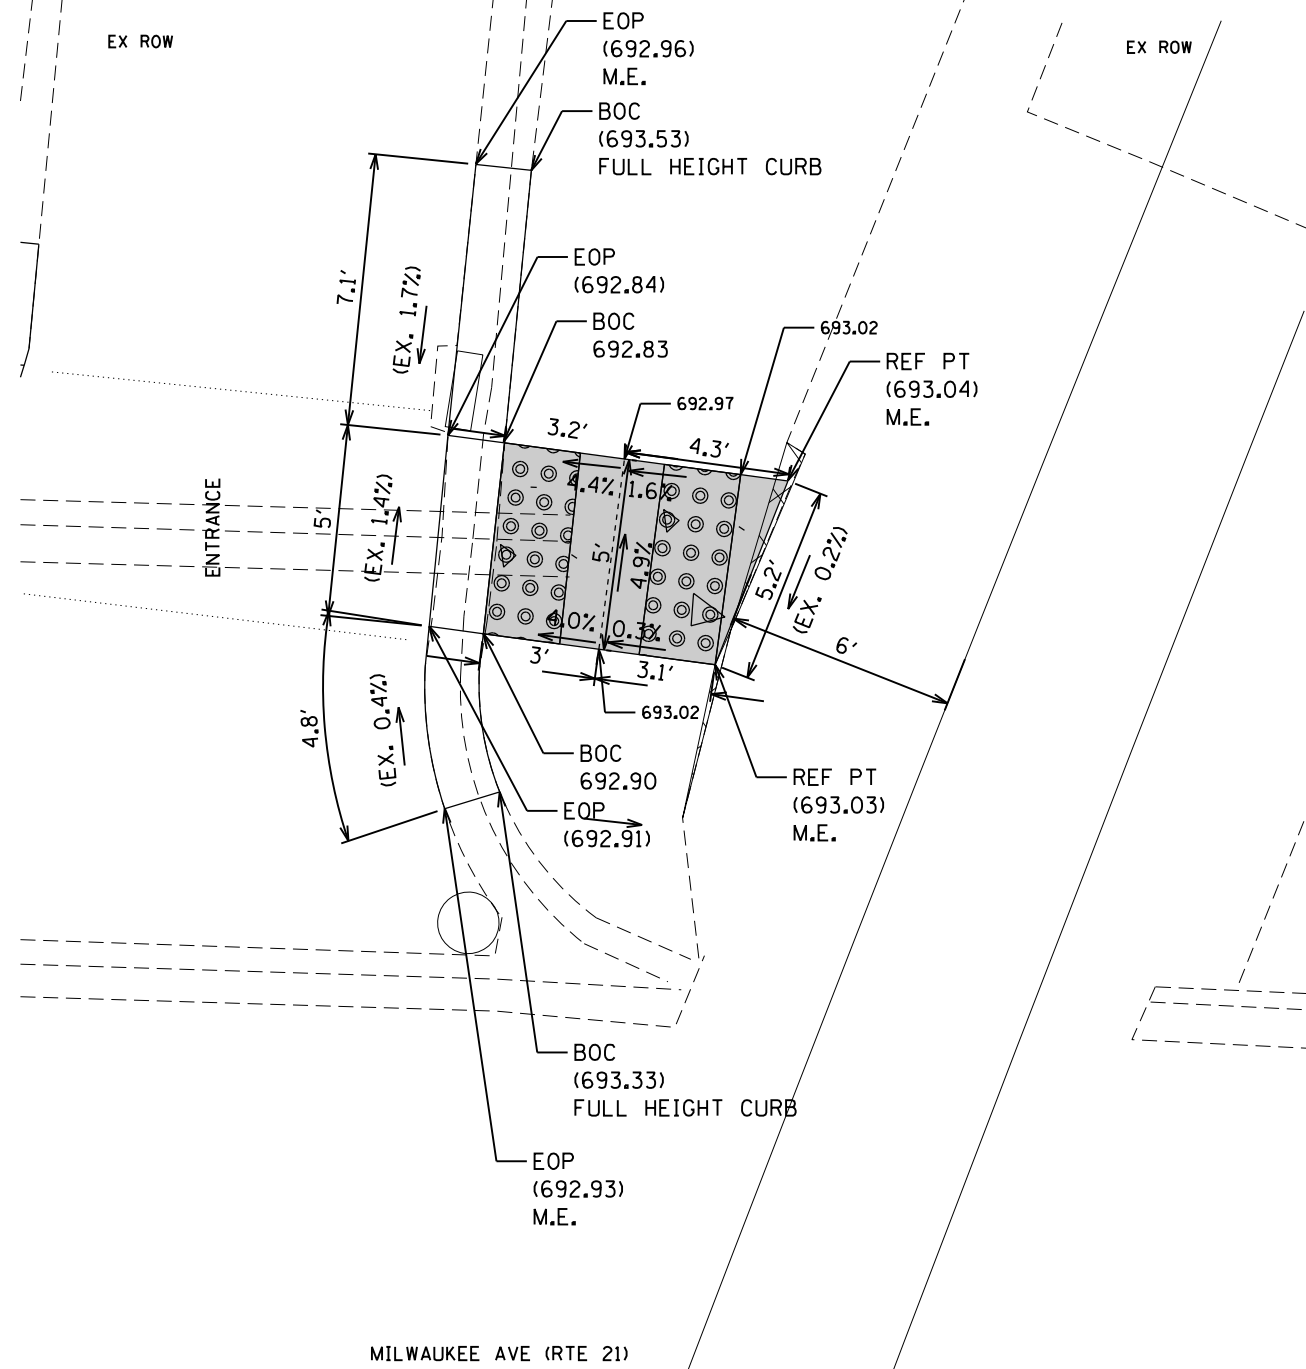 EX ROW
EOP
(692.96)
M.E.
EX ROW
BOC
(693.53)
FULL HEIGHT CURB
7.1'
(EX. 1.7%)
EOP
(692.84)
BOC
692.83
693.02
REF PT
(693.04)
M.E.
692.97
3.2'
4.3'
4.4%
1.6%
ENTRANCE
5'
(EX. 1.4%)
5'
4.9%
5.2'
(EX. 0.2%)
4.0%
0.3%
3'
3.1'
6'
4.8'
(EX. 0.4%)
693.02
BOC
692.90
EOP
(692.91)
REF PT
(693.03)
M.E.
BOC
(693.33)
FULL HEIGHT CURB
EOP
(692.93)
M.E.
MILWAUKEE AVE (RTE 21)